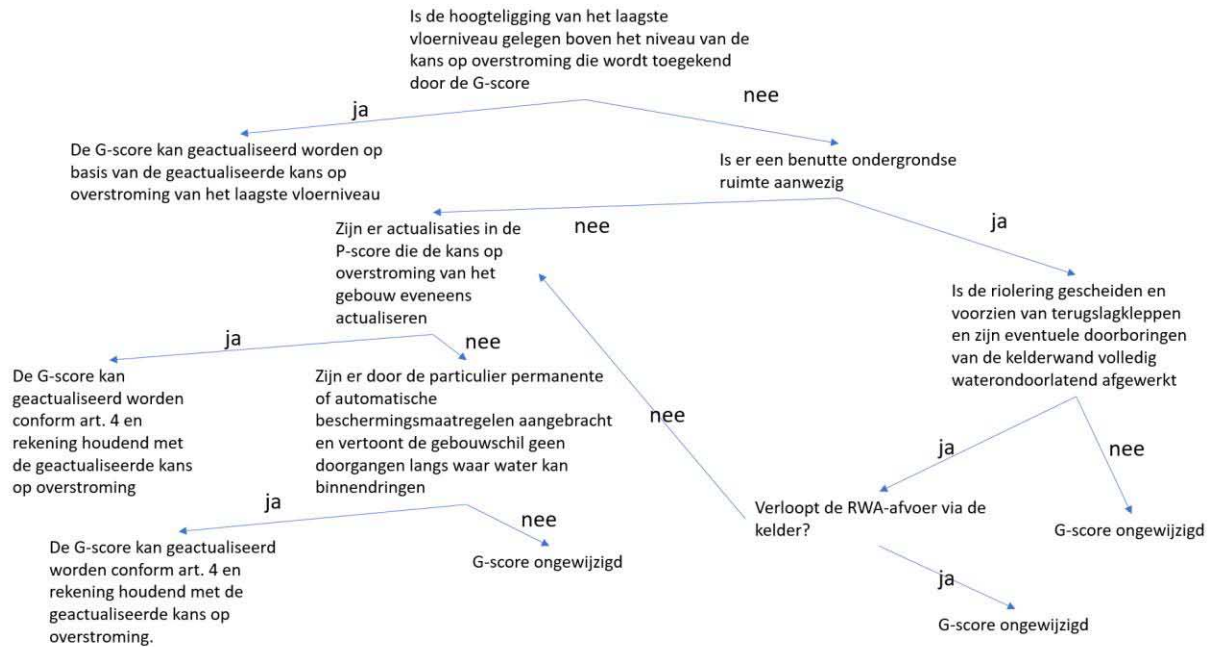 Is de hoogteligging van het laagste
vloerniveau gelegen boven het niveau van de
kans op overstroming die wordt toegekend
door de G-score
ja
nee
De G-score kan geactualiseerd worden op
basis van de geactualiseerde kans op
overstroming van het laagste vloerniveau
Is er een benutte ondergrondse
ruimte aanwezig
nee
ja
Zijn er actualisaties in de
P-score die de kans op
overstroming van het
gebouw eveneens
actualiseren
Is de riolering gescheiden en
voorzien van terugslagkleppen
en zijn eventuele doorboringen
van de kelderwand volledig
waterondoorlatend afgewerkt
ja
nee
De G-score kan
geactualiseerd worden
conform art. 4 en
rekening houdend met
de geactualiseerde kans
op overstroming
Zijn er door de particulier permanente
of automatische
beschermingsmaatregelen aangebracht
en vertoont de gebouwschil geen
doorgangen langs waar water kan
binnendringen
nee
ja
nee
Verloopt de RWA-afvoer via de
kelder?
G-score ongewijzigd
ja
nee
De G-score kan geactualiseerd
worden conform art. 4 en
rekening houdend met de
geactualiseerde kans op
overstroming.
G-score ongewijzigd
ja
G-score ongewijzigd